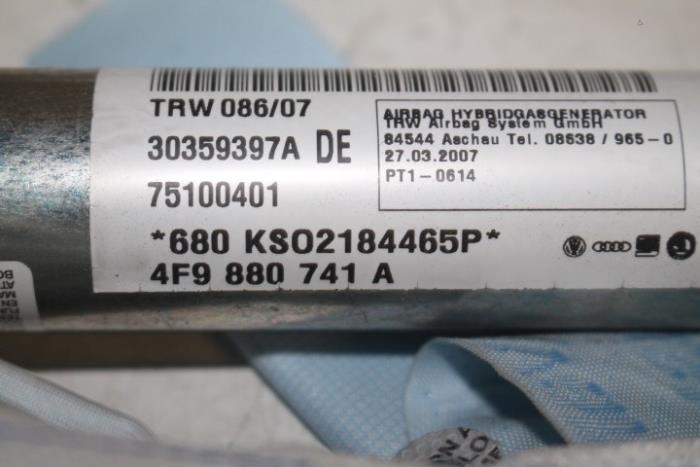 TRW 086/07
30359397A DE
75100401
*680 KSO2184465P*
4F9 880 741 A
AIRBAG HYBRIDGASGENERATOR
TRW Airbag System GmbH
84544 Aschau Tel. 08638 / 965-0
27.03.2007
PT1-0614